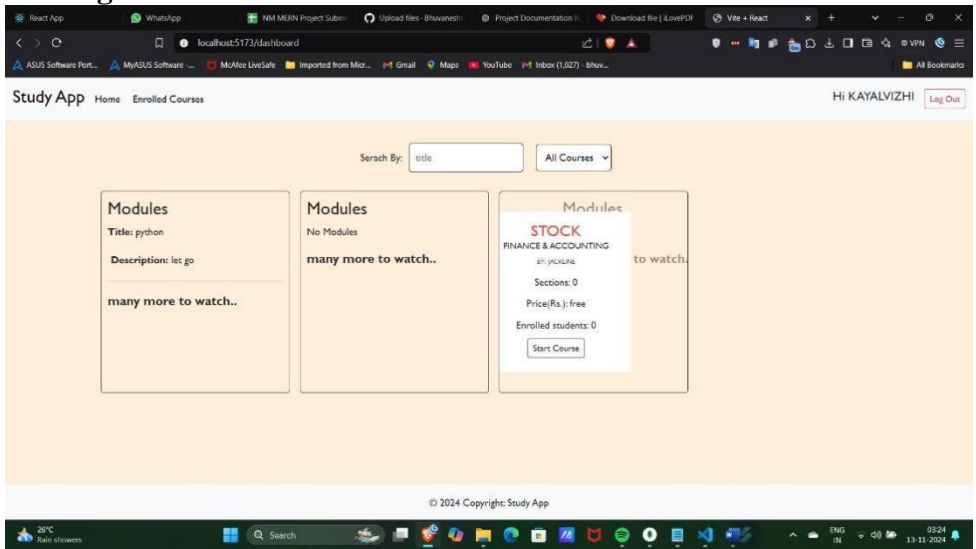 React App
WhatsApp
NM MERN Project Subm
Upload files - Bhuvanesh
Project Documentation
Download file | iLovePDF
Vite + React
localhost:5173/dashboard
VPN
ASUS Software Port...
MyASUS Software -...
McAfee LiveSafe
Imported from Micr...
Gmail
Maps
YouTube
Inbox (1,027) - bhuv...
All Bookmarks
Study App Home Enrolled Courses
Hi KAYALVIZHI Log Out
Serach By: title All Courses
Modules
Title: python
Description: let go
many more to watch..
Modules
No Modules
many more to watch..
Modules
to watch.
STOCK
FINANCE & ACCOUNTING
BY: JACKLINE
Sections: 0
Price(Rs.): free
Enrolled students: 0
Start Course
© 2024 Copyright: Study App
26°C
Rain showers
Search
ENG
IN
03:24
13-11-2024